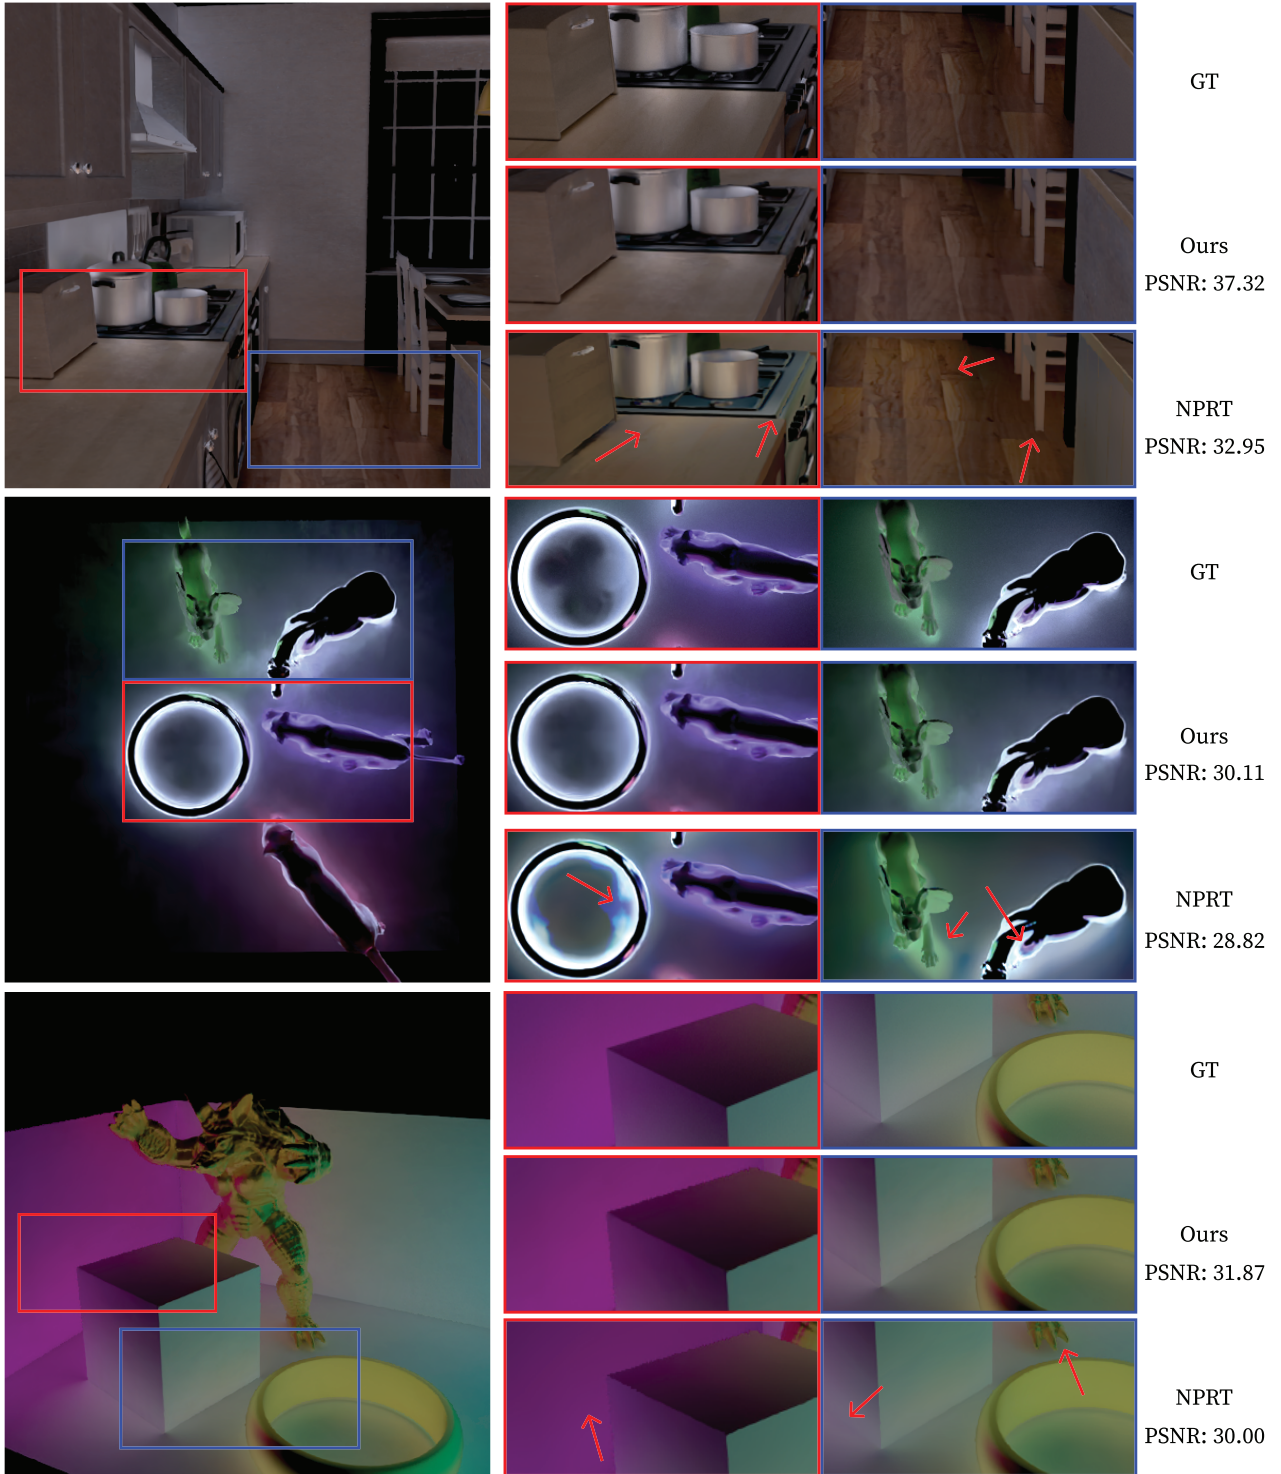 GT
Ours
PSNR: 37.32
NPRT
PSNR: 32.95
GT
Ours
PSNR: 30.11
NPRT
PSNR: 28.82
GT
Ours
PSNR: 31.87
NPRT
PSNR: 30.00